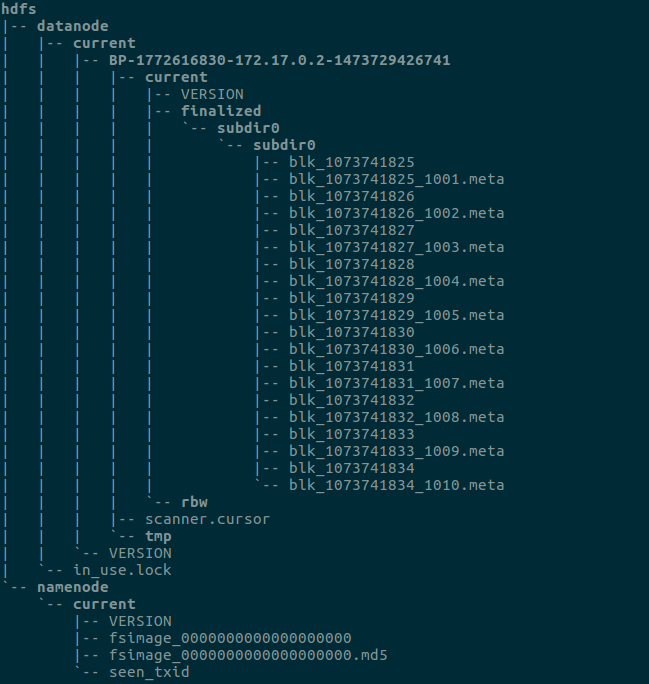 hdfs
|-- datanode
|   |-- current
|   |   |-- BP-1772616830-172.17.0.2-1473729426741
|   |   |   |-- current
|   |   |   |   |-- VERSION
|   |   |   |   |-- finalized
|   |   |   |   |   `-- subdir0
|   |   |   |   |       `-- subdir0
|   |   |   |   |           |-- blk_1073741825
|   |   |   |   |           |-- blk_1073741825_1001.meta
|   |   |   |   |           |-- blk_1073741826
|   |   |   |   |           |-- blk_1073741826_1002.meta
|   |   |   |   |           |-- blk_1073741827
|   |   |   |   |           |-- blk_1073741827_1003.meta
|   |   |   |   |           |-- blk_1073741828
|   |   |   |   |           |-- blk_1073741828_1004.meta
|   |   |   |   |           |-- blk_1073741829
|   |   |   |   |           |-- blk_1073741829_1005.meta
|   |   |   |   |           |-- blk_1073741830
|   |   |   |   |           |-- blk_1073741830_1006.meta
|   |   |   |   |           |-- blk_1073741831
|   |   |   |   |           |-- blk_1073741831_1007.meta
|   |   |   |   |           |-- blk_1073741832
|   |   |   |   |           |-- blk_1073741832_1008.meta
|   |   |   |   |           |-- blk_1073741833
|   |   |   |   |           |-- blk_1073741833_1009.meta
|   |   |   |   |           |-- blk_1073741834
|   |   |   |   |           `-- blk_1073741834_1010.meta
|   |   |   |   `-- rbw
|   |   |   |-- scanner.cursor
|   |   |   `-- tmp
|   |   `-- VERSION
|   `-- in_use.lock
`-- namenode
    `-- current
        |-- VERSION
        |-- fsimage_0000000000000000000
        |-- fsimage_0000000000000000000.md5
        `-- seen_txid